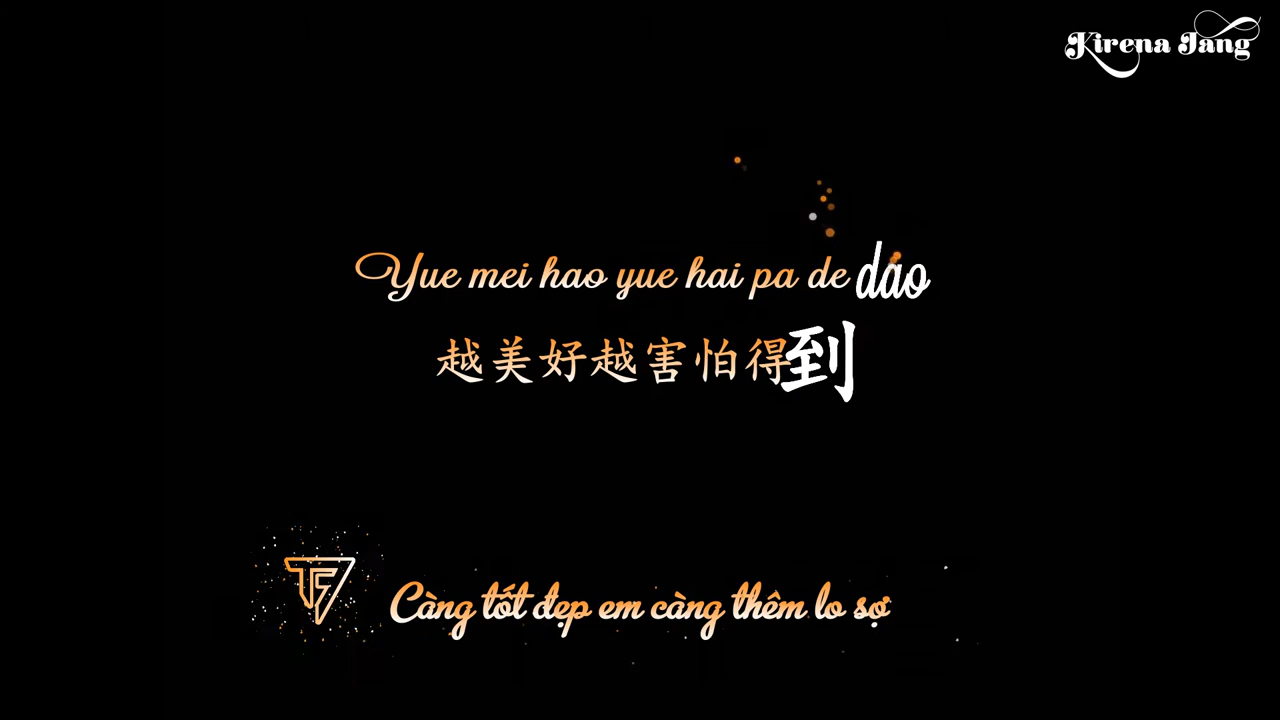 Kirena Jang
Yue mei hao yue hai pa de dao
越美好越害怕得到
TF
Càng tốt đẹp em càng thêm lo sợ